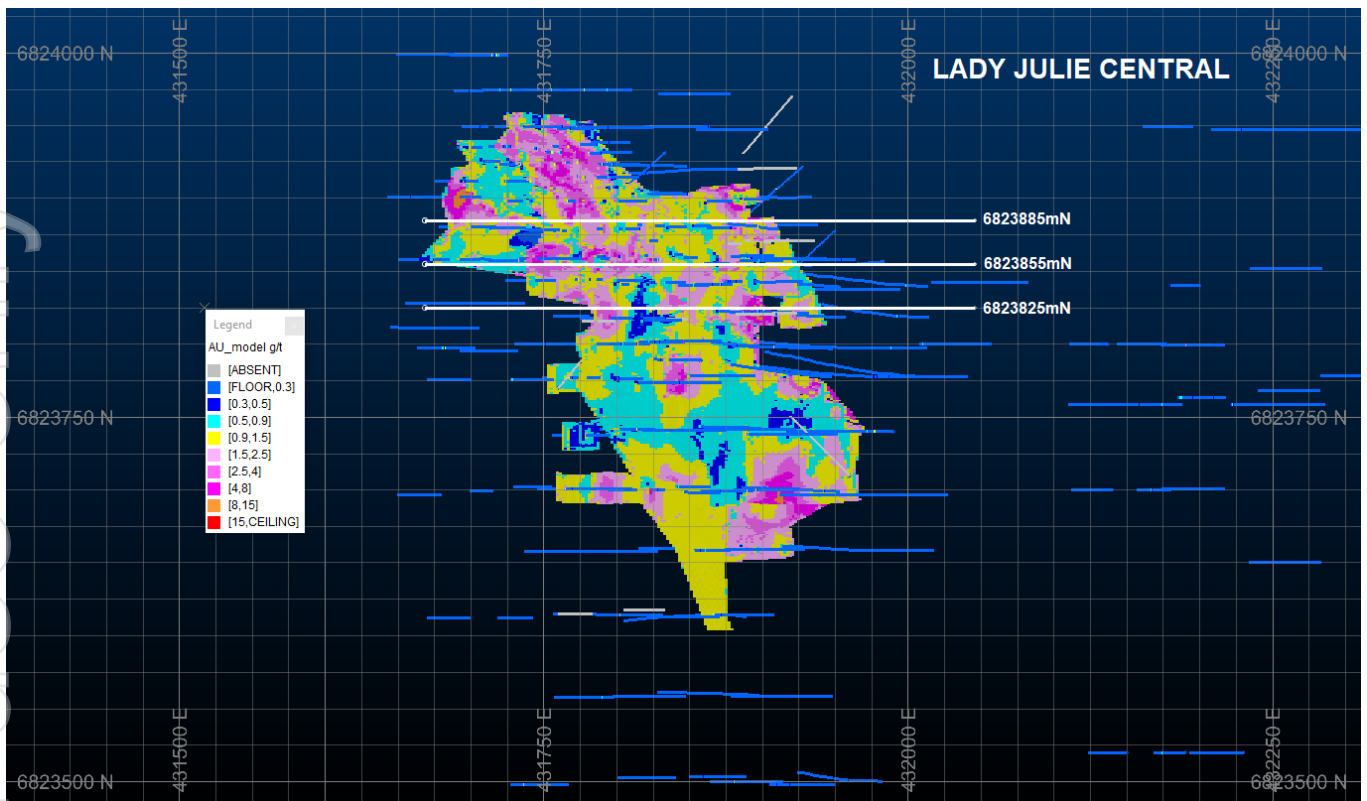 6824000 N
431500 E
431750 E
432000 E
432250 E
6824000 N
LADY JULIE CENTRAL
6823885mN
6823855mN
6823825mN
Legend
AU_model g/t
[ABSENT]
[FLOOR,0.3]
[0.3,0.5]
[0.5,0.9]
[0.9,1.5]
[1.5,2.5]
[2.5,4]
[4,8]
[8,15]
[15,CEILING]
6823750 N
6823750 N
6823500 N
431500 E
431750 E
432000 E
432250 E
6823500 N